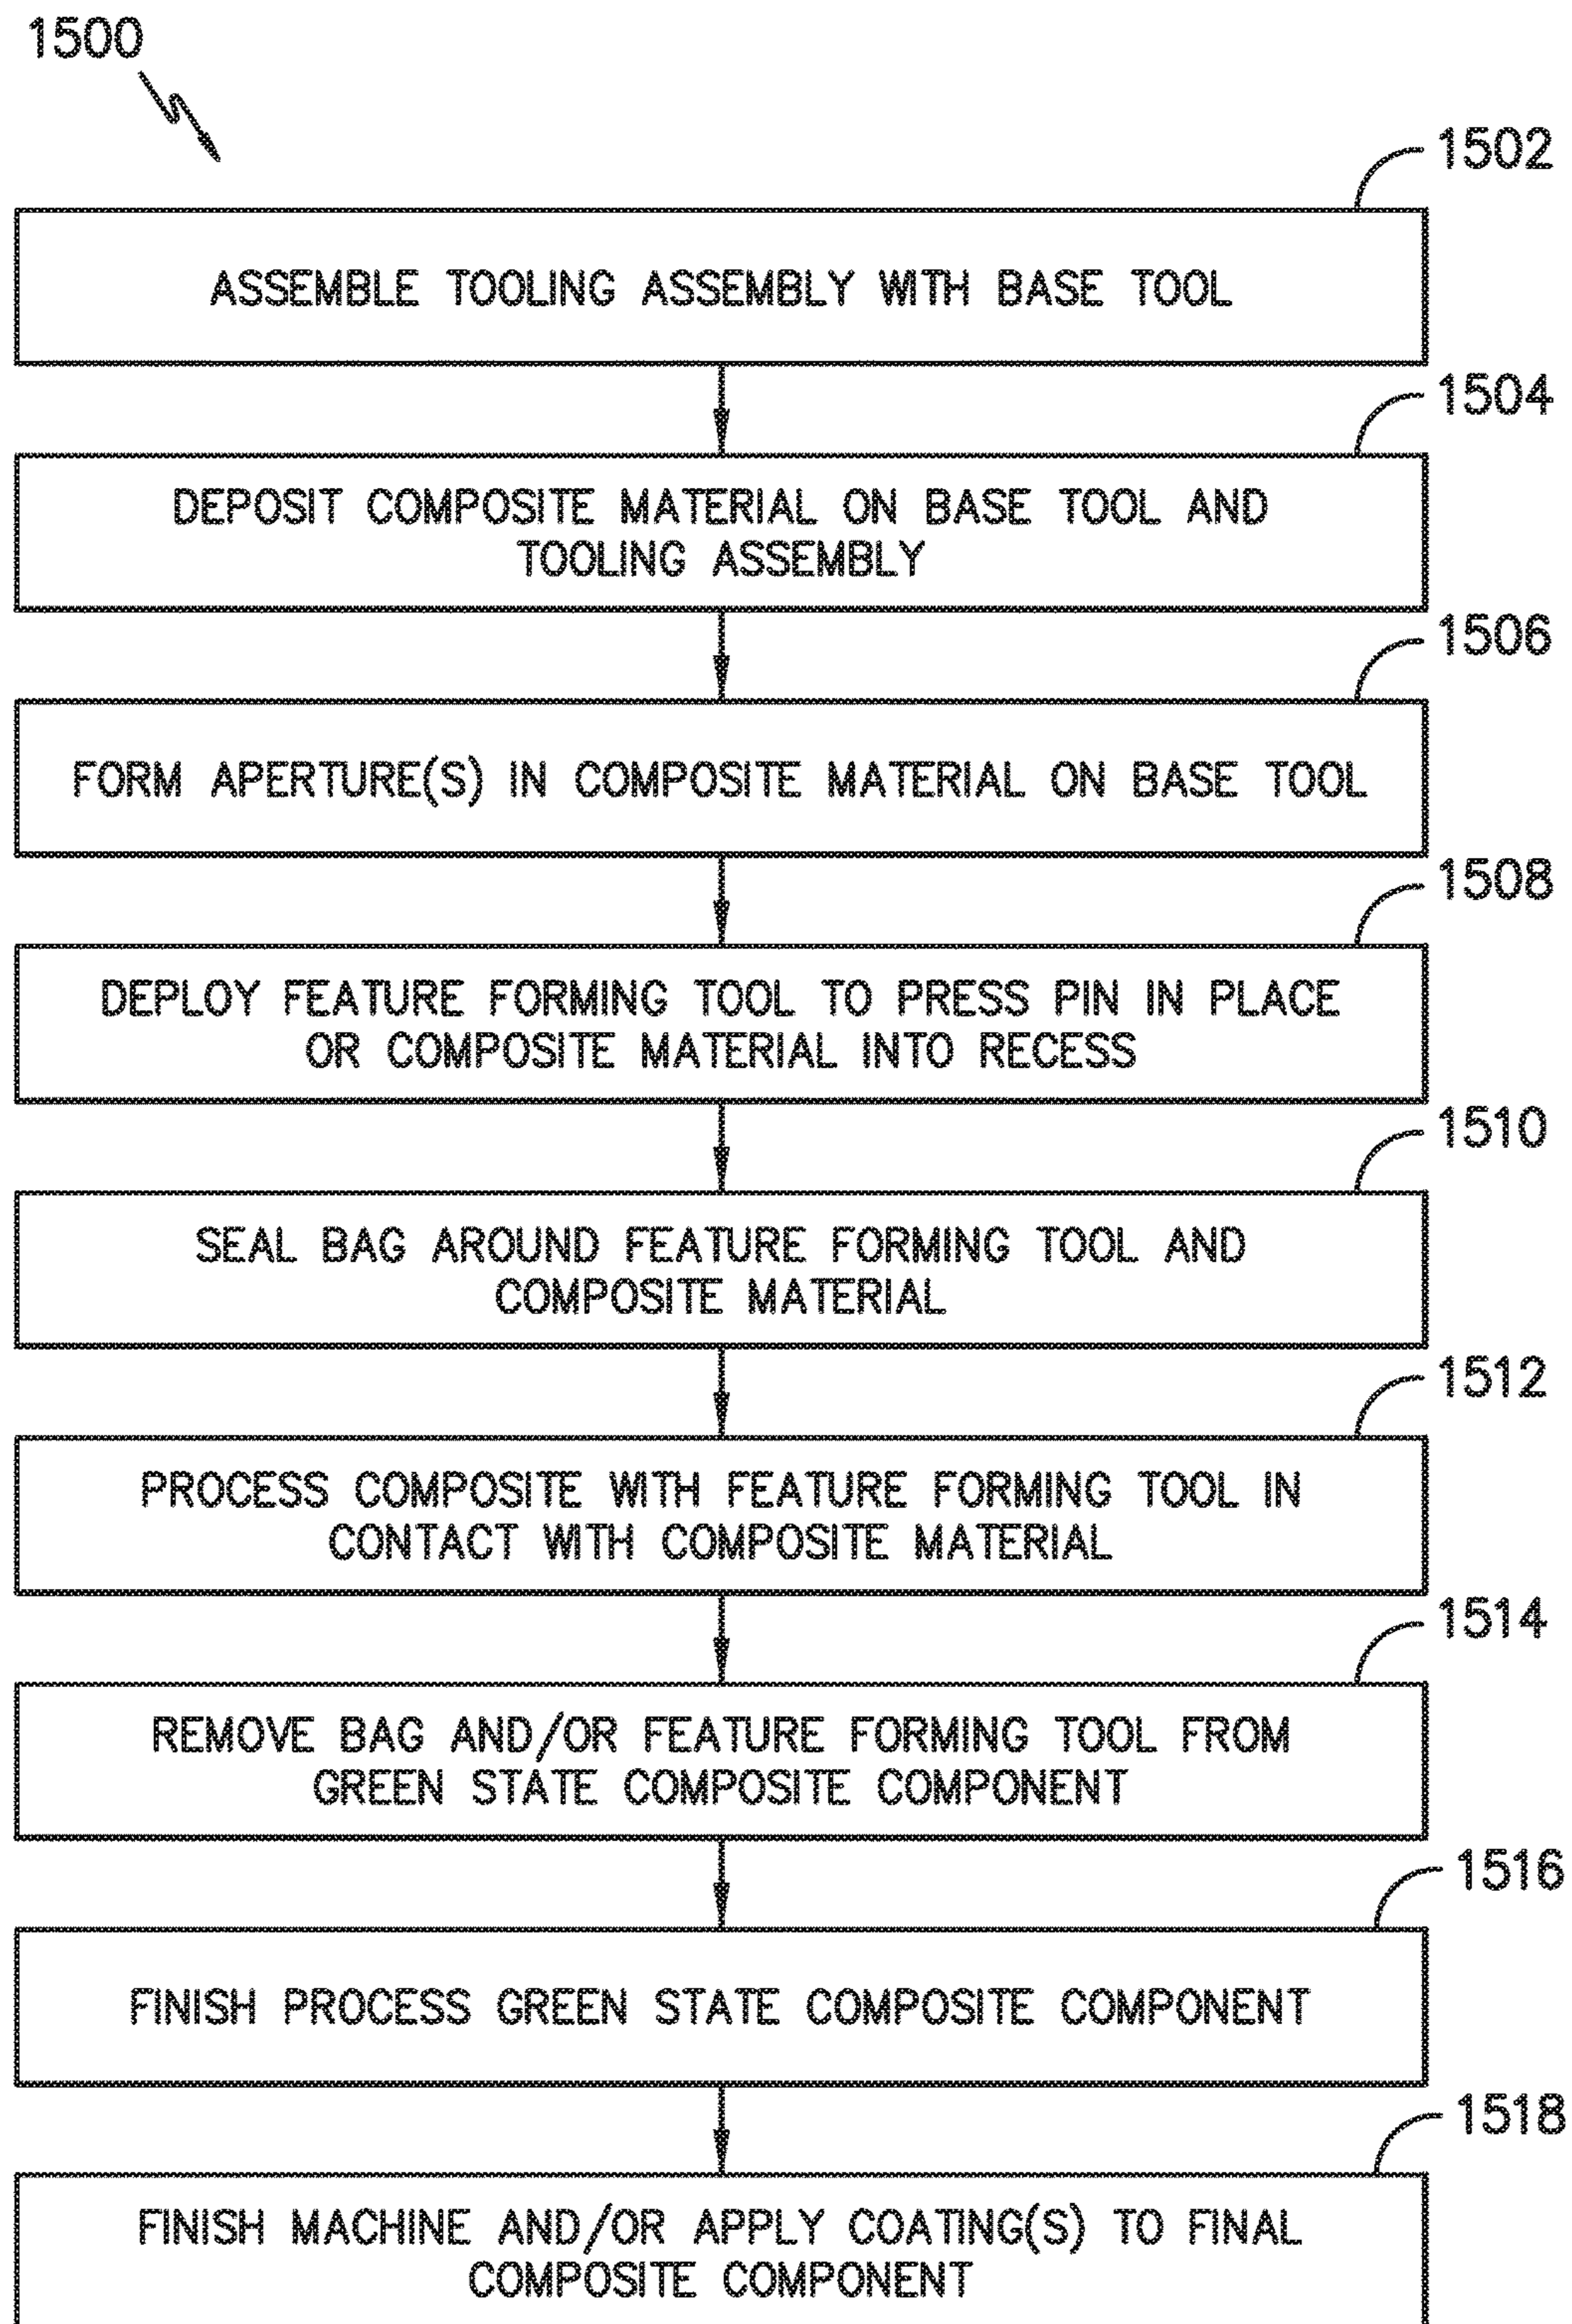 1500
1502
ASSEMBLE TOOLING ASSEMBLY WITH BASE TOOL
1504
DEPOSIT COMPOSITE MATERIAL ON BASE TOOL AND
TOOLING ASSEMBLY
1506
FORM APERTURE(S) IN COMPOSITE MATERIAL ON BASE TOOL
1508
DEPLOY FEATURE FORMING TOOL TO PRESS PIN IN PLACE
OR COMPOSITE MATERIAL INTO RECESS
1510
SEAL BAG AROUND FEATURE FORMING TOOL AND
COMPOSITE MATERIAL
1512
PROCESS COMPOSITE WITH FEATURE FORMING TOOL IN
CONTACT WITH COMPOSITE MATERIAL
1514
REMOVE BAG AND/OR FEATURE FORMING TOOL FROM
GREEN STATE COMPOSITE COMPONENT
1516
FINISH PROCESS GREEN STATE COMPOSITE COMPONENT
1518
FINISH MACHINE AND/OR APPLY COATING(S) TO FINAL
COMPOSITE COMPONENT